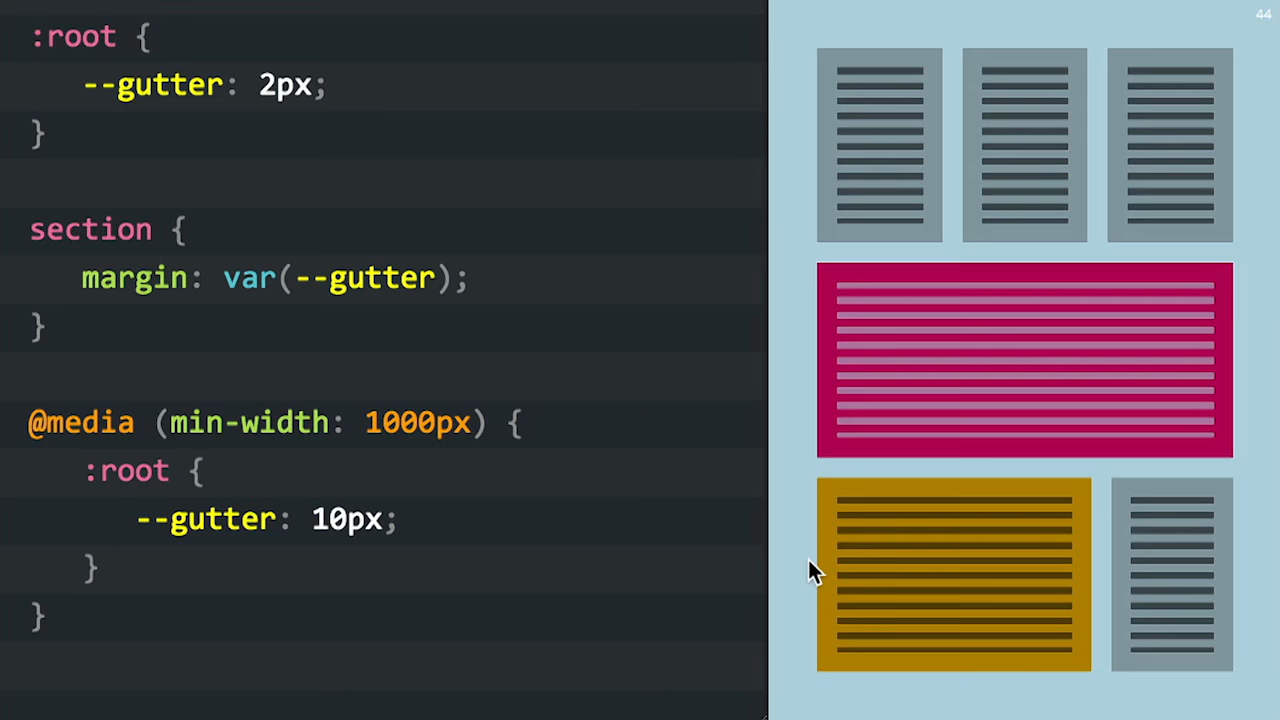 :root {
--gutter: 2px;
}
section {
margin: var(--gutter);
}
@media (min-width: 1000px) {
:root {
--gutter: 10px;
}
}
44